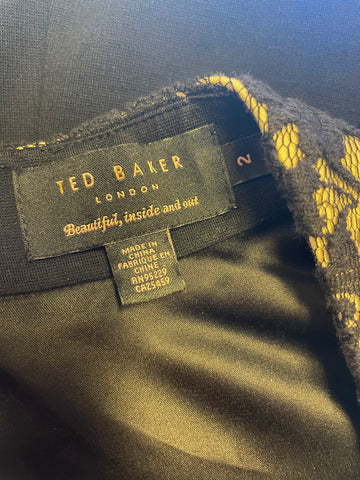 TED BAKER
LONDON
Beautiful, inside and out
2
MADE IN
CHINA
FABRIQUE EN
CHINE
RN95229
CA25459